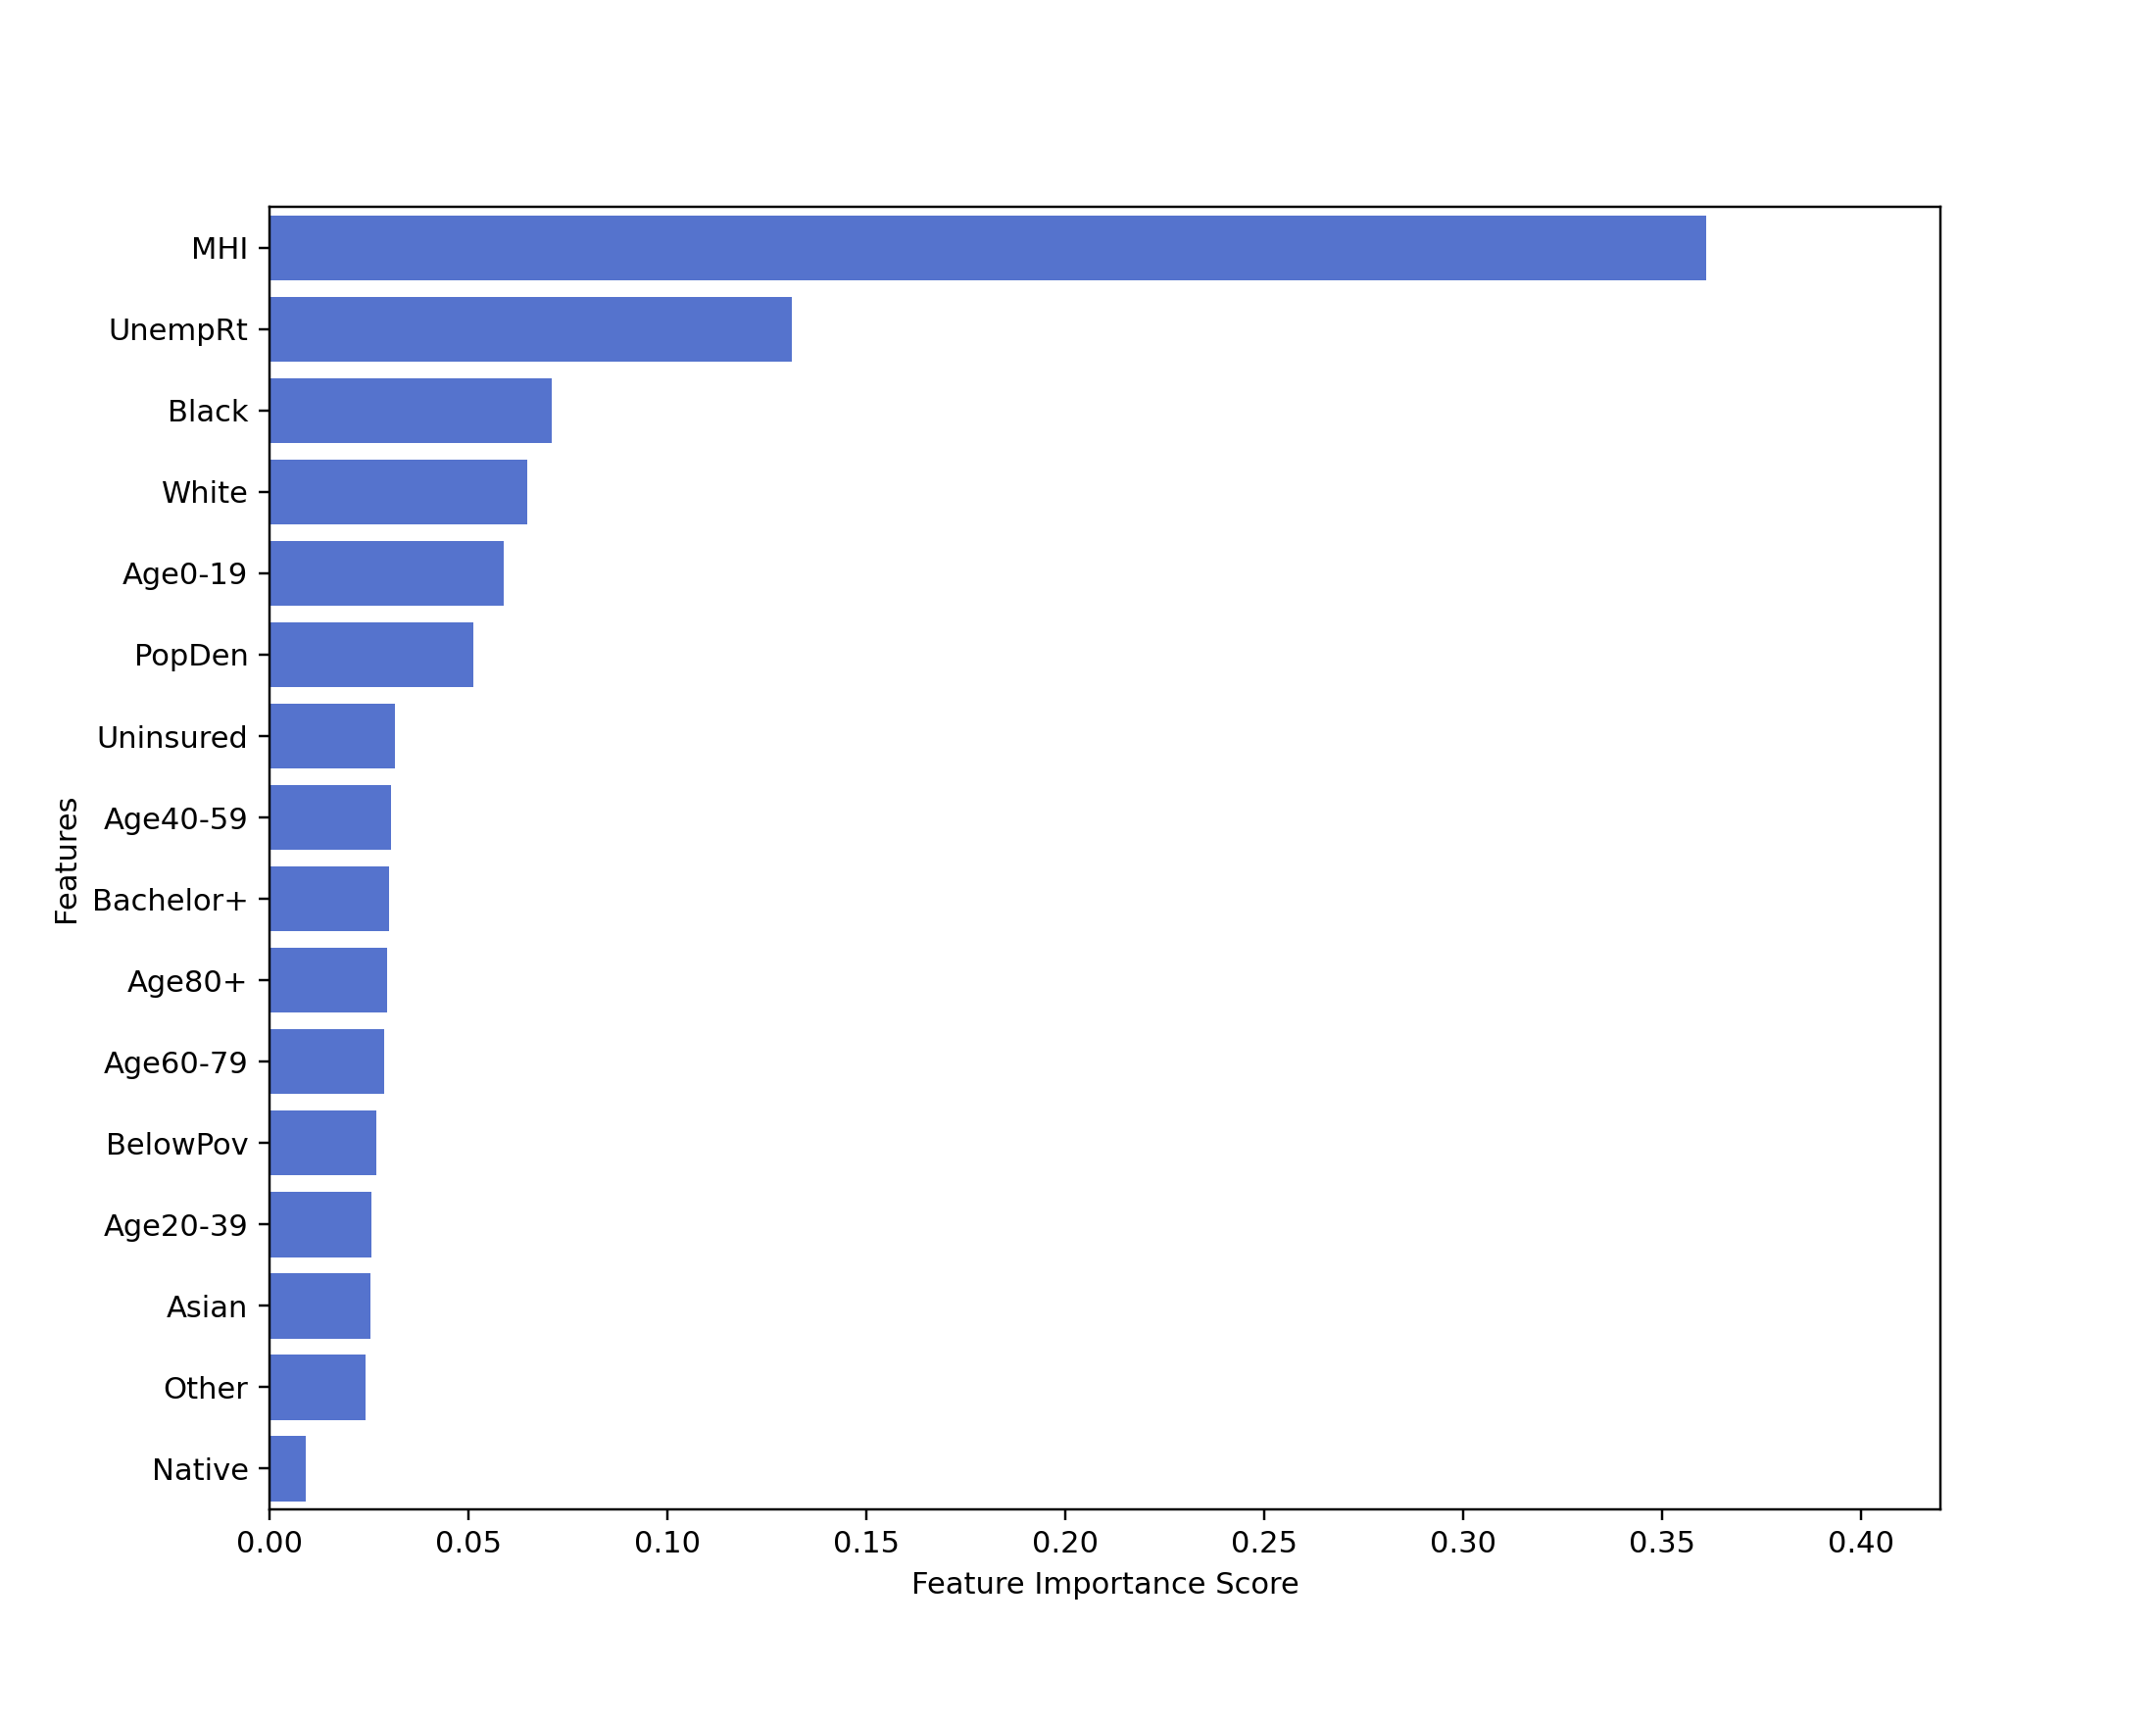 MHI
UnempRt
Black
White
Age0-19
PopDen
Uninsured
Age40-59
Bachelor+
Age80+
Age60-79
BelowPov
Age20-39
Asian
Other
Native
Features
0.00 0.05 0.10 0.15 0.20 0.25 0.30 0.35 0.40
Feature Importance Score